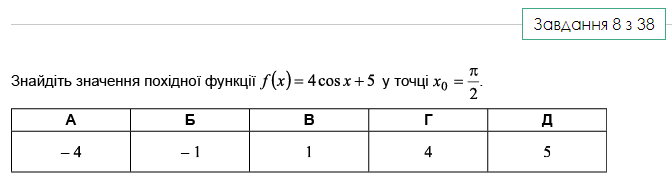 Завдання 8 з 38
Знайдіть значення похідної функції f(x) = 4cos x + 5 у точці x₀ = π/2.
А Б В Г Д
– 4 – 1 1 4 5